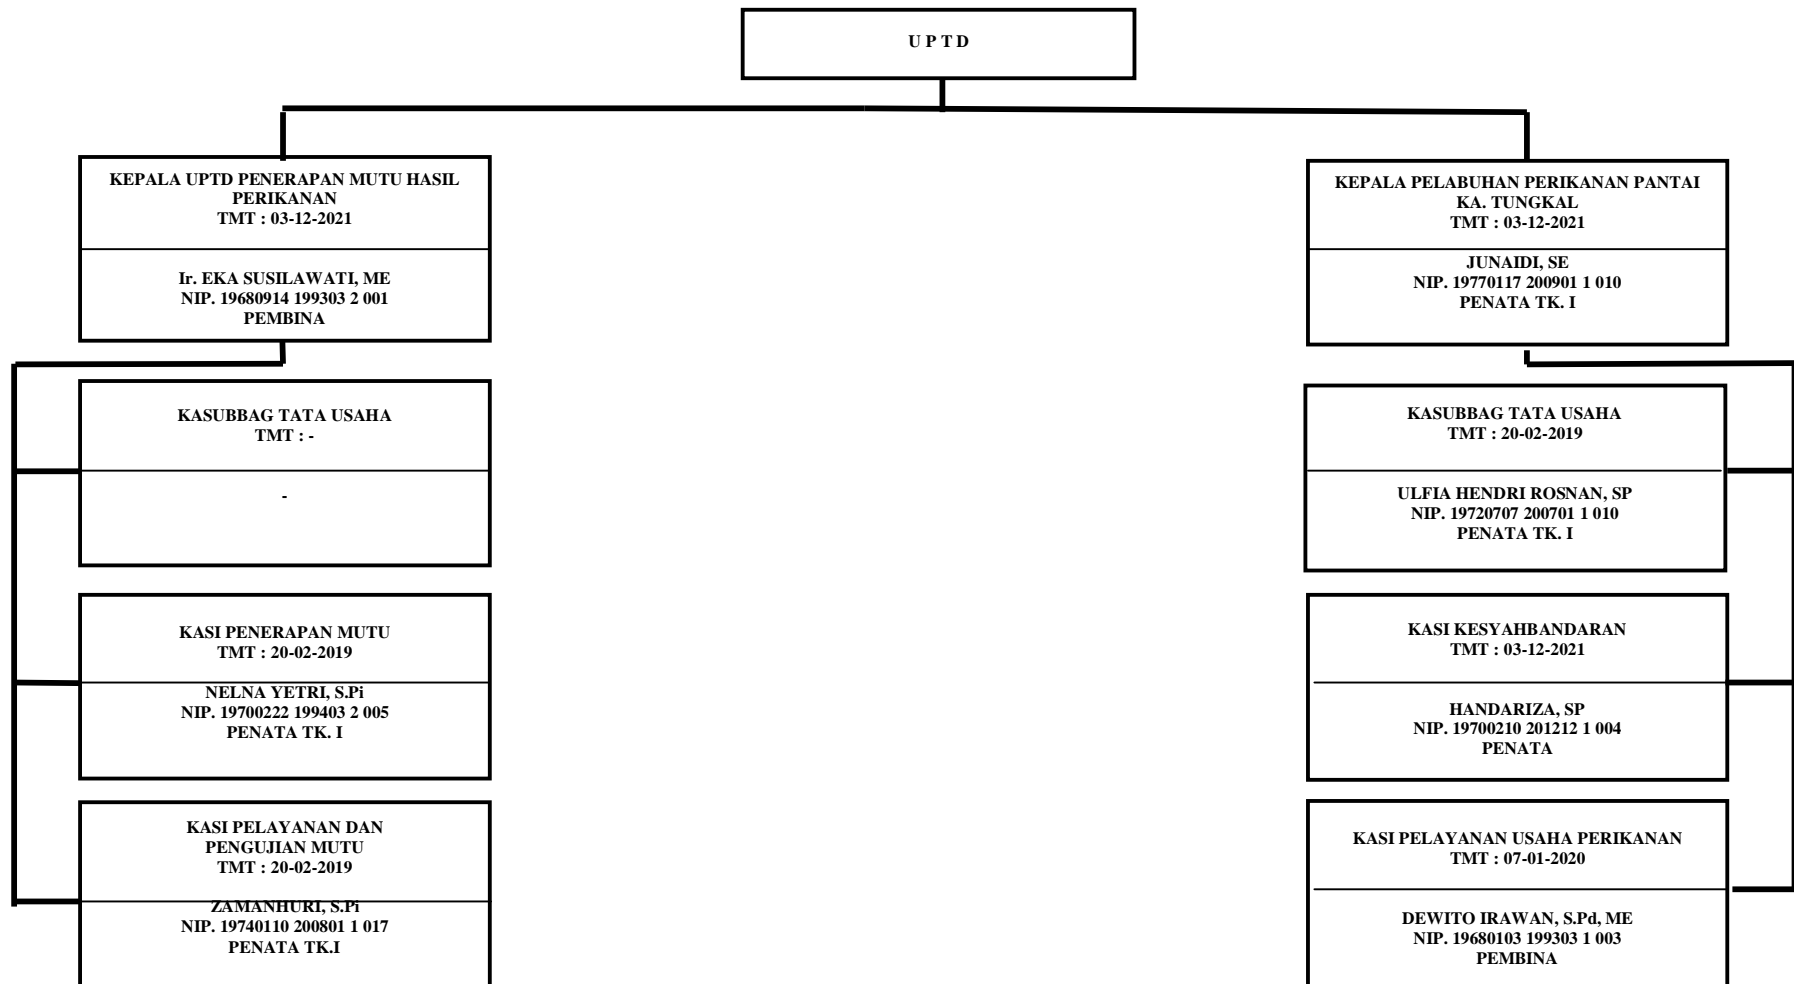 U P T D
KEPALA UPTD PENERAPAN MUTU HASIL
PERIKANAN
TMT : 03-12-2021
Ir. EKA SUSILAWATI, ME
NIP. 19680914 199303 2 001
PEMBINA
KASUBBAG TATA USAHA
TMT : -
-
KASI PENERAPAN MUTU
TMT : 20-02-2019
NELNA YETRI, S.Pi
NIP. 19700222 199403 2 005
PENATA TK. I
KASI PELAYANAN DAN
PENGUJIAN MUTU
TMT : 20-02-2019
ZAMANHURI, S.Pi
NIP. 19740110 200801 1 017
PENATA TK.I
KEPALA PELABUHAN PERIKANAN PANTAI
KA. TUNGKAL
TMT : 03-12-2021
JUNAIDI, SE
NIP. 19770117 200901 1 010
PENATA TK. I
KASUBBAG TATA USAHA
TMT : 20-02-2019
ULFIA HENDRI ROSNAN, SP
NIP. 19720707 200701 1 010
PENATA TK. I
KASI KESYAHBANDARAN
TMT : 03-12-2021
HANDARIZA, SP
NIP. 19700210 201212 1 004
PENATA
KASI PELAYANAN USAHA PERIKANAN
TMT : 07-01-2020
DEWITO IRAWAN, S.Pd, ME
NIP. 19680103 199303 1 003
PEMBINA